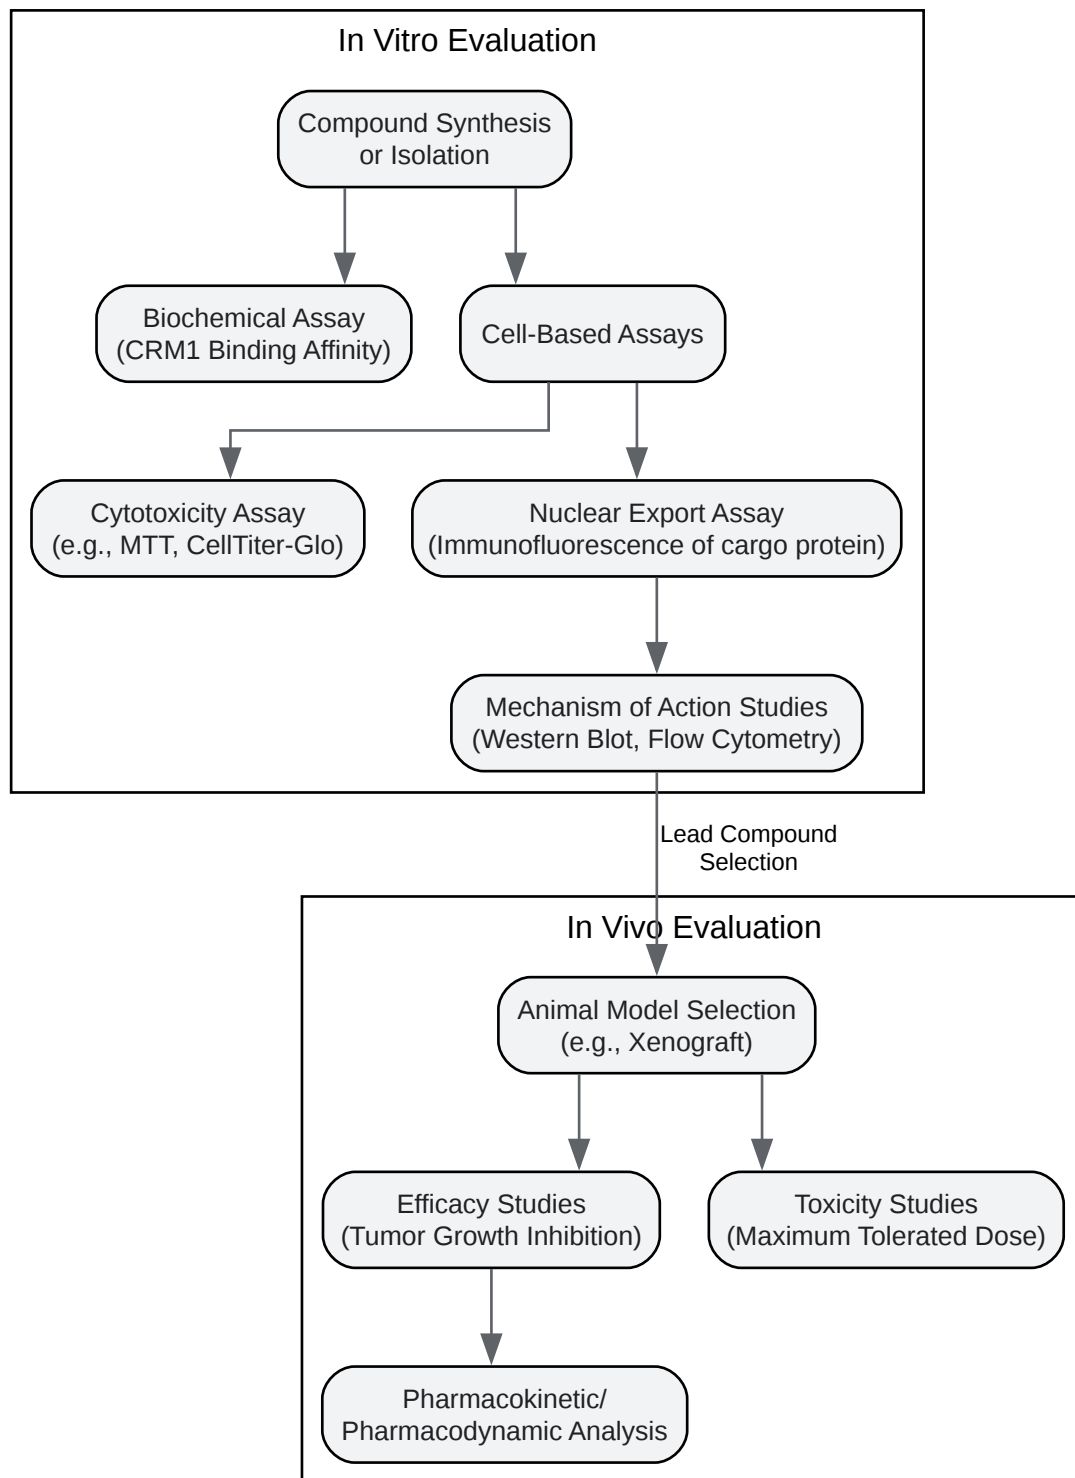 In Vitro Evaluation
Compound Synthesis
or Isolation
Biochemical Assay
(CRM1 Binding Affinity)
Cell-Based Assays
Cytotoxicity Assay
(e.g., MTT, CellTiter-Glo)
Nuclear Export Assay
(Immunofluorescence of cargo protein)
Mechanism of Action Studies
(Western Blot, Flow Cytometry)
Lead Compound
Selection
In Vivo Evaluation
Animal Model Selection
(e.g., Xenograft)
Efficacy Studies
(Tumor Growth Inhibition)
Toxicity Studies
(Maximum Tolerated Dose)
Pharmacokinetic/
Pharmacodynamic Analysis